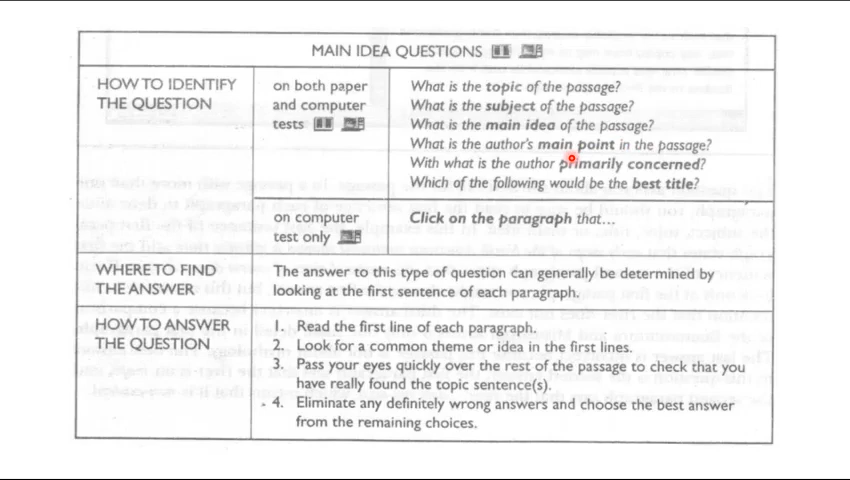 MAIN IDEA QUESTIONS
HOW TO IDENTIFY
THE QUESTION
on both paper
and computer
tests
What is the topic of the passage?
What is the subject of the passage?
What is the main idea of the passage?
What is the author's main point in the passage?
With what is the author primarily concerned?
Which of the following would be the best title?
on computer
test only
Click on the paragraph that...
WHERE TO FIND
THE ANSWER
The answer to this type of question can generally be determined by
looking at the first sentence of each paragraph.
HOW TO ANSWER
THE QUESTION
1. Read the first line of each paragraph.
2. Look for a common theme or idea in the first lines.
3. Pass your eyes quickly over the rest of the passage to check that you
have really found the topic sentence(s).
4. Eliminate any definitely wrong answers and choose the best answer
from the remaining choices.